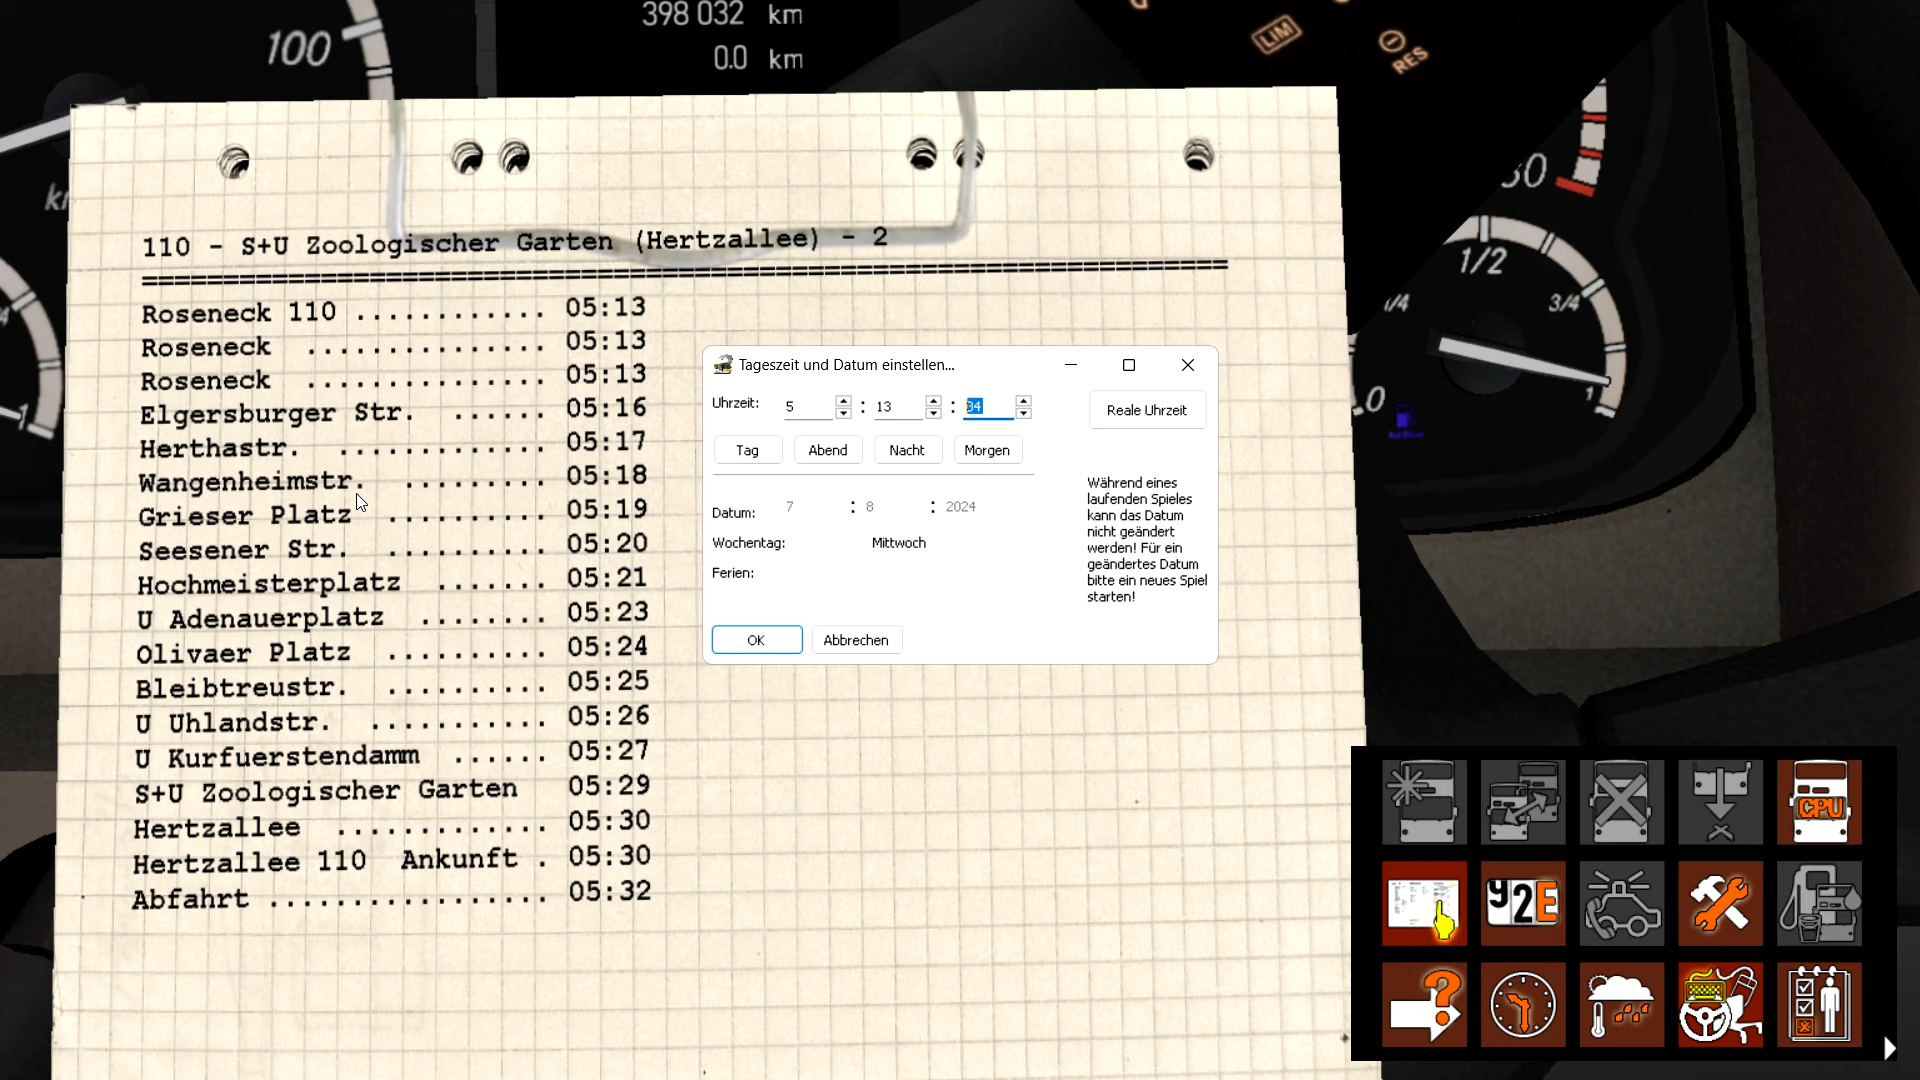 100
398 032 km
0.0 km
LIM
RES
1/2
3/4
1
110 - S+U Zoologischer Garten (Hertzallee) - 2
==================================================================
Roseneck 110 ............ 05:13
Roseneck ............... 05:13
Roseneck ............... 05:13
Elgersburger Str. ...... 05:16
Herthastr. ............. 05:17
Wangenheimstr. ......... 05:18
Grieser Platz .......... 05:19
Seesener Str. .......... 05:20
Hochmeisterplatz ....... 05:21
U Adenauerplatz ........ 05:23
Olivaer Platz .......... 05:24
Bleibtreustr. .......... 05:25
U Uhlandstr. ........... 05:26
U Kurfuerstendamm ...... 05:27
S+U Zoologischer Garten 05:29
Hertzallee ............. 05:30
Hertzallee 110 Ankunft . 05:30
Abfahrt ................. 05:32
Tageszeit und Datum einstellen...
Uhrzeit: 5 : 13 : 34
Reale Uhrzeit
Tag Abend Nacht Morgen
Datum: 7 : 8 : 2024
Wochentag: Mittwoch
Ferien:
Während eines
laufenden Spieles
kann das Datum
nicht geändert
werden! Für ein
geändertes Datum
bitte ein neues Spiel
starten!
OK Abbrechen
CPU
92E
?